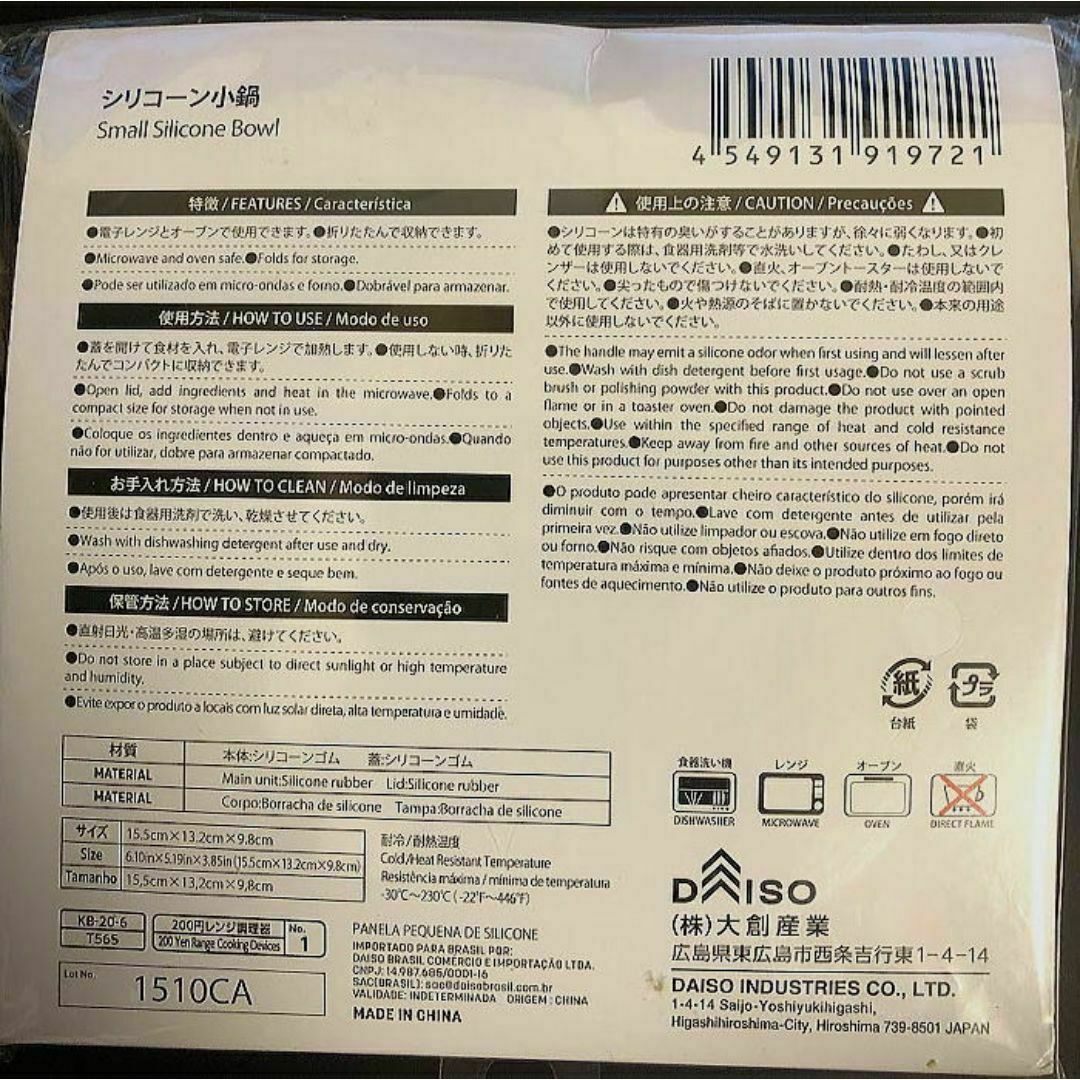 シリコーン小鍋
Small Silicone Bowl
4 549131 919721
特徴 / FEATURES / Característica
●電子レンジとオーブンで使用できます。●折りたたんで収納できます。
●Microwave and oven safe.●Folds for storage.
●Pode ser utilizado em micro-ondas e forno.●Dobrável para armazenar.
使用方法 / HOW TO USE / Modo de uso
●蓋を開けて食材を入れ、電子レンジで加熱します。●使用しない時、折りた
たんでコンパクトに収納できます。
●Open lid, add ingredients and heat in the microwave.●Folds to a
compact size for storage when not in use.
●Coloque os ingredientes dentro e aqueça em micro-ondas.●Quando
não for utilizar, dobre para armazenar compactado.
お手入れ方法 / HOW TO CLEAN / Modo de limpeza
●使用後は食器用洗剤で洗い、乾燥させてください。
●Wash with dishwashing detergent after use and dry.
●Após o uso, lave com detergente e seque bem.
保管方法 / HOW TO STORE / Modo de conservação
●直射日光・高温多湿の場所は、避けてください。
●Do not store in a place subject to direct sunlight or high temperature
and humidity.
●Evite expor o produto a locais com luz solar direta, alta temperatura e umidade.
使用上の注意 / CAUTION / Precauções
●シリコーンは特有の臭いがすることがありますが、徐々に弱くなります。●初
めて使用する際は、食器用洗剤等で水洗いしてください。●たわし、又はクレ
ンザーは使用しないでください。●直火、オーブントースターは使用しないで
ください。●尖ったもので傷つけないでください。●耐熱・耐冷温度の範囲内
で使用してください。●火や熱源のそばに置かないでください。●本来の用途
以外に使用しないでください。
●The handle may emit a silicone odor when first using and will lessen after
use.●Wash with dish detergent before first usage.●Do not use a scrub
brush or polishing powder with this product.●Do not use over an open
flame or in a toaster oven.●Do not damage the product with pointed
objects.●Use within the specified range of heat and cold resistance
temperatures.●Keep away from fire and other sources of heat.●Do not
use this product for purposes other than its intended purposes.
●O produto pode apresentar cheiro característico do silicone, porém irá
diminuir com o tempo.●Lave com detergente antes de utilizar pela
primeira vez.●Não utilize limpador ou escova.●Não utilize em fogo direto
ou forno.●Não risque com objetos afiados.●Utilize dentro dos limites de
temperatura máxima e mínima.●Não deixe o produto próximo ao fogo ou
fontes de aquecimento.●Não utilize o produto para outros fins.
紙
台紙
プラ
袋
材質 本体:シリコーンゴム 蓋:シリコーンゴム
MATERIAL Main unit:Silicone rubber Lid:Silicone rubber
MATERIAL Corpo:Borracha de silicone Tampa:Borracha de silicone
サイズ 15.5cm×13.2cm×9.8cm
Size 6.10in×5.19in×3.85in(15.5cm×13.2cm×9.8cm)
Tamanho 15,5cm×13,2cm×9,8cm
耐冷/耐熱温度
Cold/Heat Resistant Temperature
Resistência máxima / mínima de temperatura
-30℃～230℃ (-22°F～446°F)
食器洗い機
DISHWASHER
レンジ
MICROWAVE
オーブン
OVEN
直火
DIRECT FLAME
KB-20-6
T565
200円レンジ調理器
200 Yen Range Cooking Devices
No.
1
Lot No.
1510CA
PANELA PEQUENA DE SILICONE
IMPORTADO PARA BRASIL POR:
DAISO BRASIL COMÉRCIO E IMPORTAÇÃO LTDA.
CNPJ: 14.987.685/0001-16
SAC(BRASIL): sac@daisobrasil.com.br
VALIDADE: INDETERMINADA ORIGEM : CHINA
MADE IN CHINA
DAISO
(株)大創産業
広島県東広島市西条吉行東1-4-14
DAISO INDUSTRIES CO., LTD.
1-4-14 Saijo-Yoshiyukihigashi,
Higashihiroshima-City, Hiroshima 739-8501 JAPAN